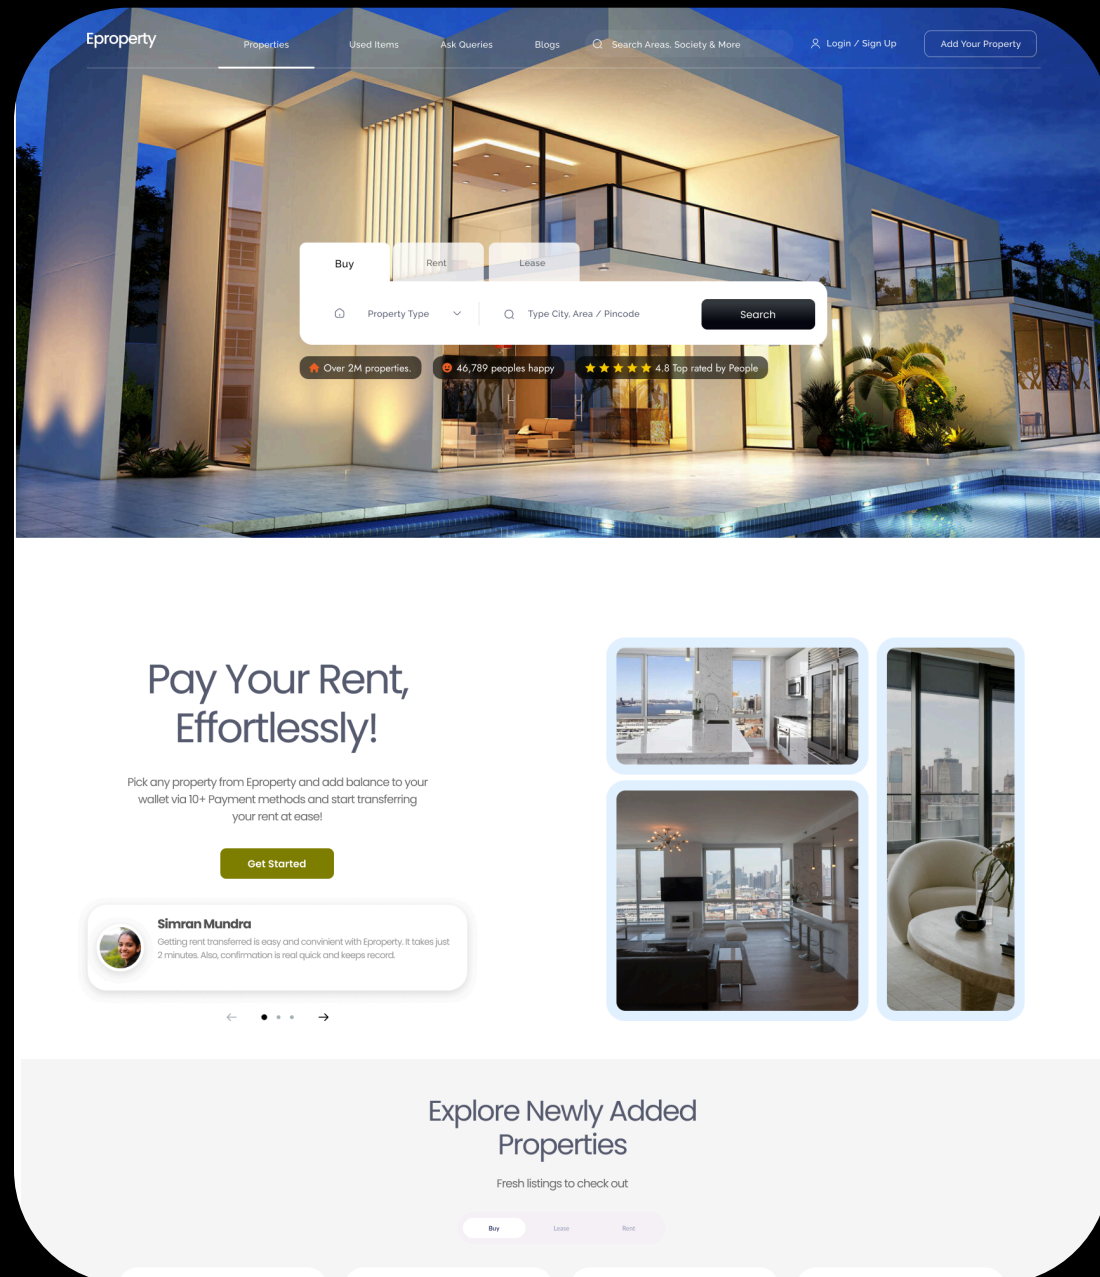 Eproperty
Properties
Used Items
Ask Queries
Blogs
Search Areas, Society & More
Login / Sign Up
Add Your Property
Buy
Rent
Lease
Property Type
Type City, Area / Pincode
Search
Over 2M properties.
46,789 peoples happy
4.8 Top rated by People
Pay Your Rent,
Effortlessly!
Pick any property from Eproperty and add balance to your
wallet via 10+ Payment methods and start transferring
your rent at ease!
Get Started
Simran Mundra
Getting rent transferred is easy and convinient with Eproperty. It takes just
2 minutes. Also, confirmation is real quick and keeps record.
Explore Newly Added
Properties
Fresh listings to check out
Buy
Lease
Rent